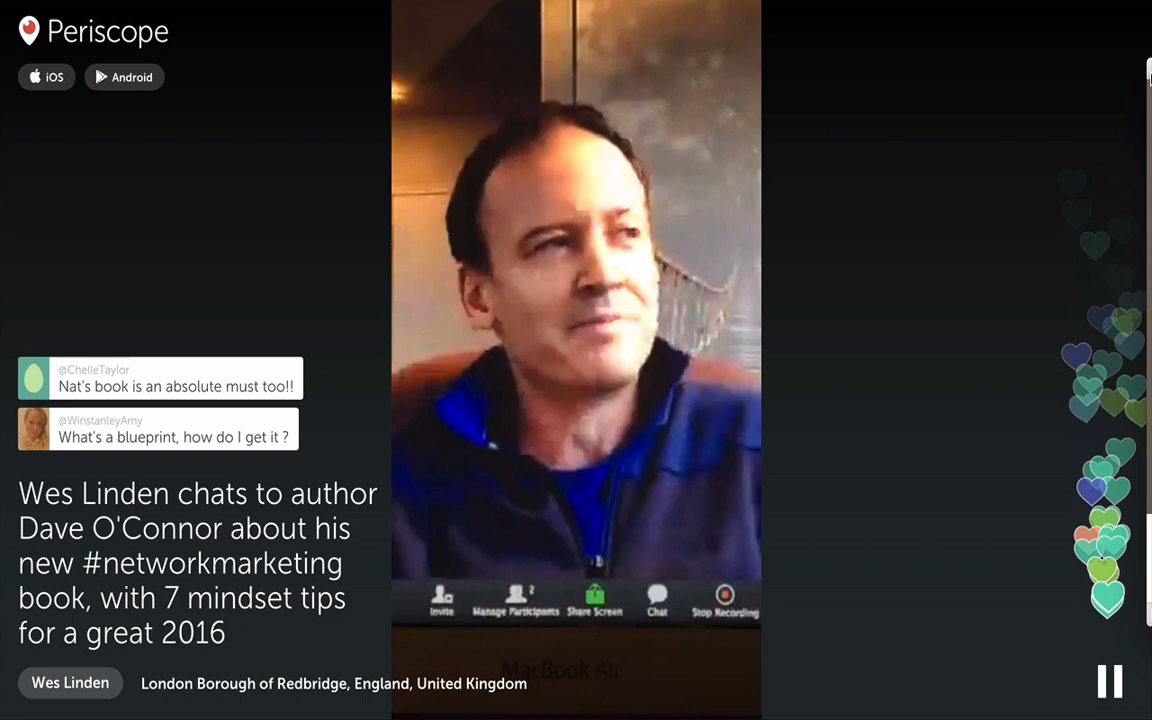 Periscope
iOS
Android
@ChelleTaylor
Nat's book is an absolute must too!!
@WinstanleyAmy
What's a blueprint, how do I get it ?
Wes Linden chats to author
Dave O'Connor about his
new #networkmarketing
book, with 7 mindset tips
for a great 2016
Wes Linden
London Borough of Redbridge, England, United Kingdom
2
Invite
Manage Participants
Share Screen
Chat
Stop Recording
MacBook Air